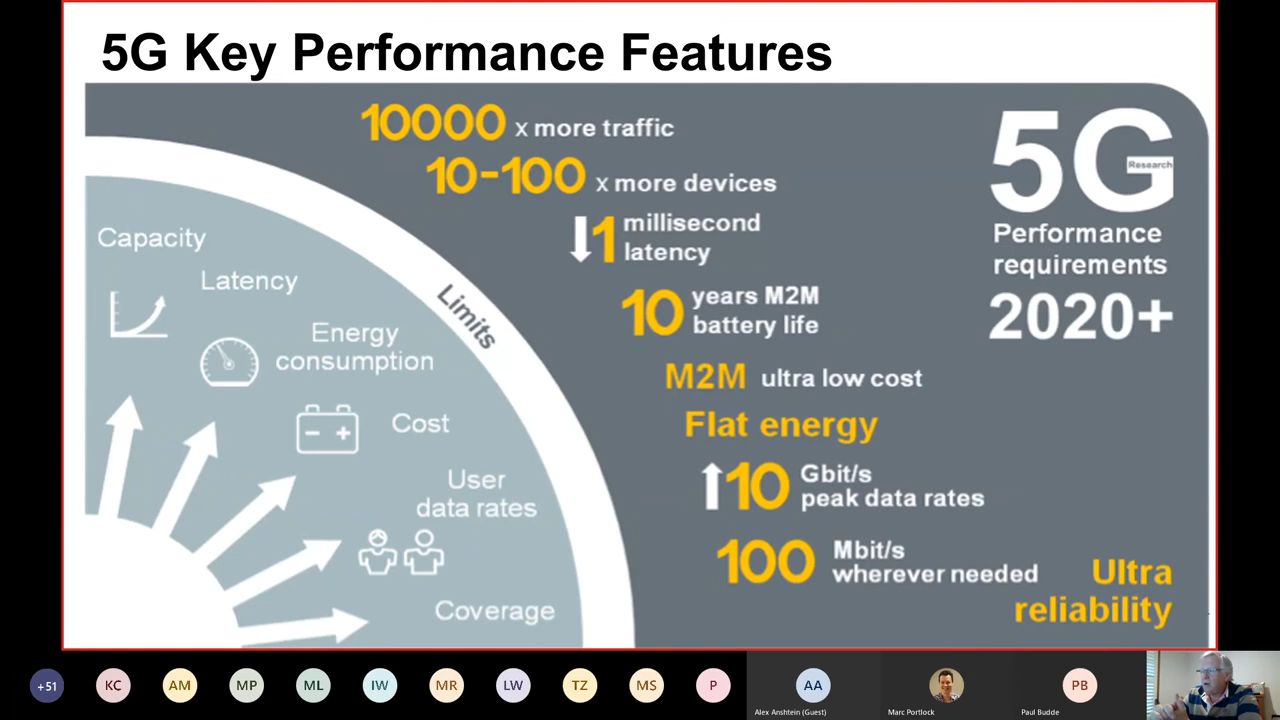 5G Key Performance Features
10000 x more traffic
10-100 x more devices
1 millisecond
latency
10 years M2M
battery life
M2M ultra low cost
Flat energy
10 Gbit/s
peak data rates
100 Mbit/s
wherever needed
Ultra
reliability
5G
Research
Performance
requirements
2020+
Limits
Capacity
Latency
Energy
consumption
Cost
User
data rates
Coverage
+51
KC
AM
MP
ML
IW
MR
LW
TZ
MS
P
AA
Alex Anshtein (Guest)
Marc Portlock
PB
Paul Budde